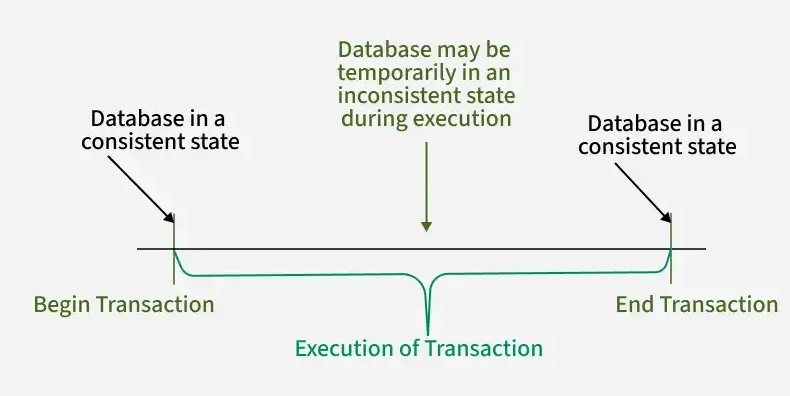 Database may be
temporarily in an
inconsistent state
during execution
Database in a
consistent state
Database in a
consistent state
Begin Transaction
End Transaction
Execution of Transaction